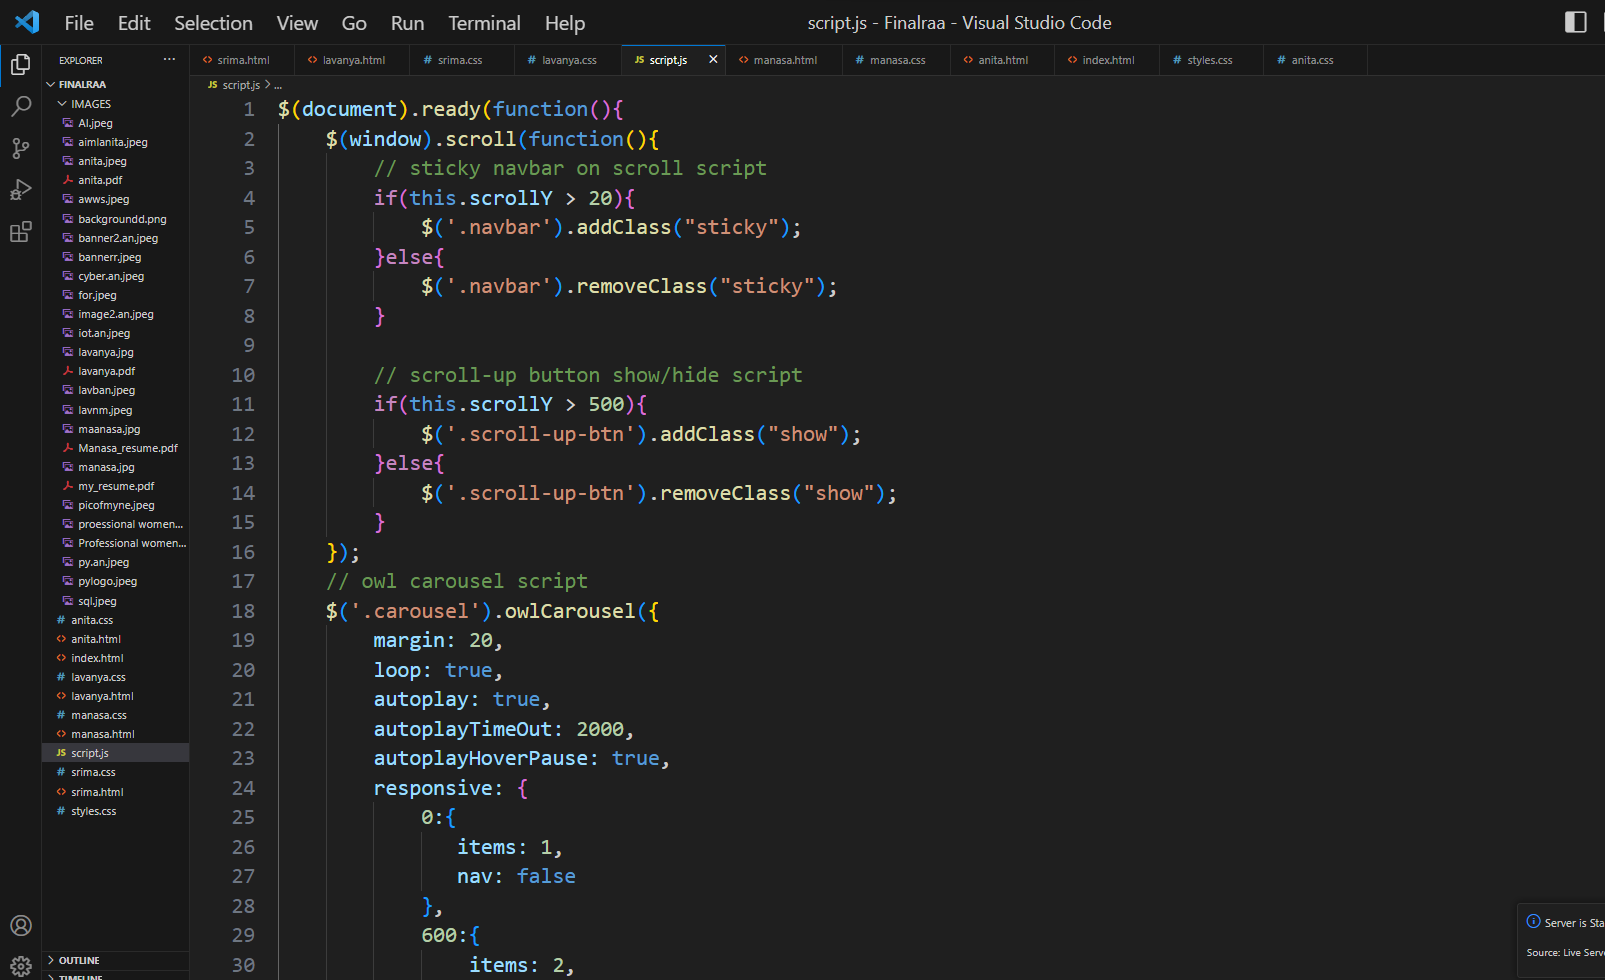 File Edit Selection View Go Run Terminal Help
script.js - Finalraa - Visual Studio Code
EXPLORER ...
srima.html lavanya.html # srima.css # lavanya.css JS script.js × manasa.html # manasa.css anita.html index.html # styles.css # anita.css
FINALRAA
IMAGES
AI.jpeg
aimlanita.jpeg
anita.jpeg
anita.pdf
awws.jpeg
backgroundd.png
banner2.an.jpeg
bannerr.jpeg
cyber.an.jpeg
for.jpeg
image2.an.jpeg
iot.an.jpeg
lavanya.jpg
lavanya.pdf
lavban.jpeg
lavnm.jpeg
maanasa.jpg
Manasa_resume.pdf
manasa.jpg
my_resume.pdf
picofmyne.jpeg
proessional women...
Professional women...
py.an.jpeg
pylogo.jpeg
sql.jpeg
# anita.css
<> anita.html
<> index.html
# lavanya.css
<> lavanya.html
# manasa.css
<> manasa.html
JS script.js
# srima.css
<> srima.html
# styles.css
OUTLINE
TIMELINE
JS script.js > ...
1 $(document).ready(function(){
2 $(window).scroll(function(){
3 // sticky navbar on scroll script
4 if(this.scrollY > 20){
5 $('.navbar').addClass("sticky");
6 }else{
7 $('.navbar').removeClass("sticky");
8 }
9
10 // scroll-up button show/hide script
11 if(this.scrollY > 500){
12 $('.scroll-up-btn').addClass("show");
13 }else{
14 $('.scroll-up-btn').removeClass("show");
15 }
16 });
17 // owl carousel script
18 $('.carousel').owlCarousel({
19 margin: 20,
20 loop: true,
21 autoplay: true,
22 autoplayTimeOut: 2000,
23 autoplayHoverPause: true,
24 responsive: {
25 0:{
26 items: 1,
27 nav: false
28 },
29 600:{
30 items: 2,
Server is Sta
Source: Live Serv